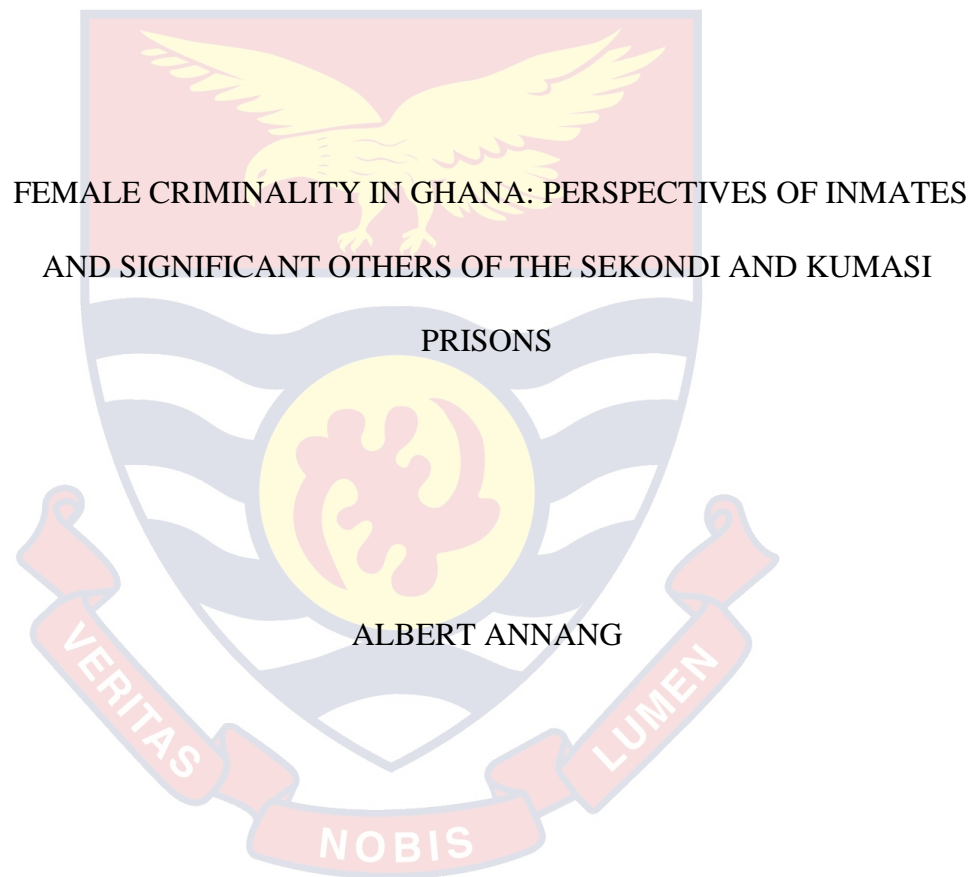 FEMALE CRIMINALITY IN GHANA: PERSPECTIVES OF INMATES
AND SIGNIFICANT OTHERS OF THE SEKONDI AND KUMASI
PRISONS
ALBERT ANNANG
VERITAS
NOBIS
LUMEN